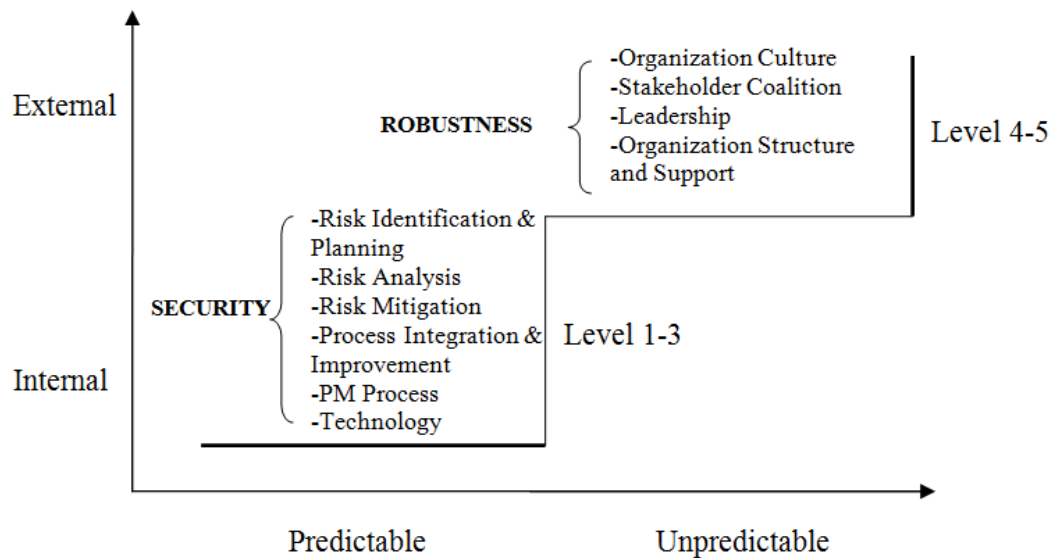 External
ROBUSTNESS
-Organization Culture
-Stakeholder Coalition
-Leadership
-Organization Structure
and Support
Level 4-5
Internal
SECURITY
-Risk Identification &
Planning
-Risk Analysis
-Risk Mitigation
-Process Integration &
Improvement
-PM Process
-Technology
Level 1-3
Predictable
Unpredictable